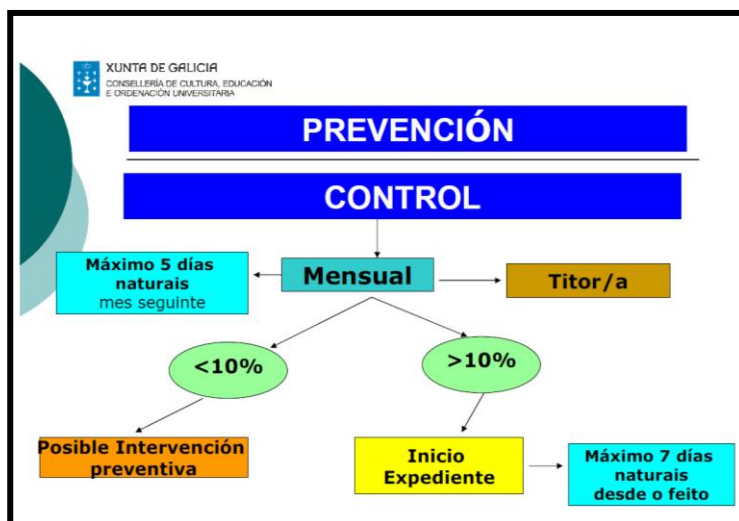 XUNTA DE GALICIA
CONSELLERÍA DE CULTURA, EDUCACIÓN
E ORDENACIÓN UNIVERSITARIA
PREVENCIÓN
CONTROL
Máximo 5 días
naturais
mes seguinte
Mensual
Titor/a
<10%
>10%
Posible Intervención
preventiva
Inicio
Expediente
Máximo 7 días
naturais
desde o feito